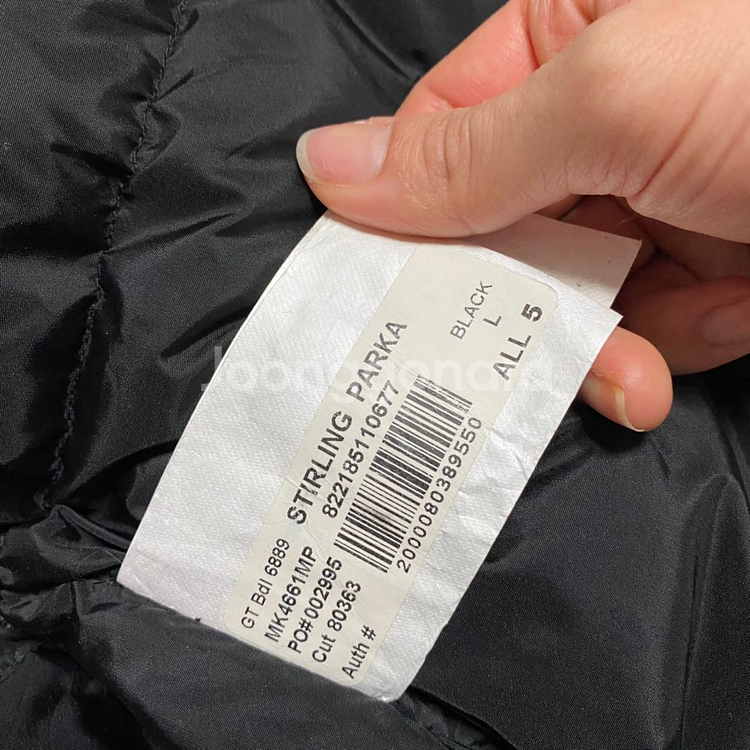 GT Bdl 6889
MK4661MP
PO#002995
Cut 80363
Auth #
STIRLING PARKA
822185110677
2000080389550
BLACK
L
ALL 5